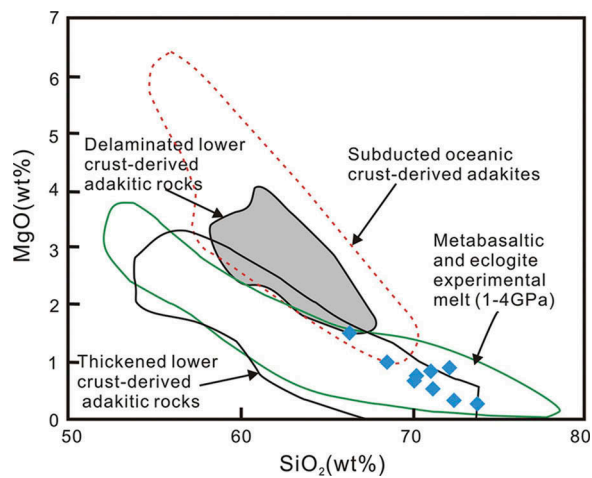 7
6
5
4
3
2
1
0
MgO(wt%)
Delaminated lower
crust-derived
adakitic rocks
Subducted oceanic
crust-derived adakites
Metabasaltic
and eclogite
experimental
melt (1-4GPa)
Thickened lower
crust-derived
adakitic rocks
50
60
70
80
SiO₂(wt%)